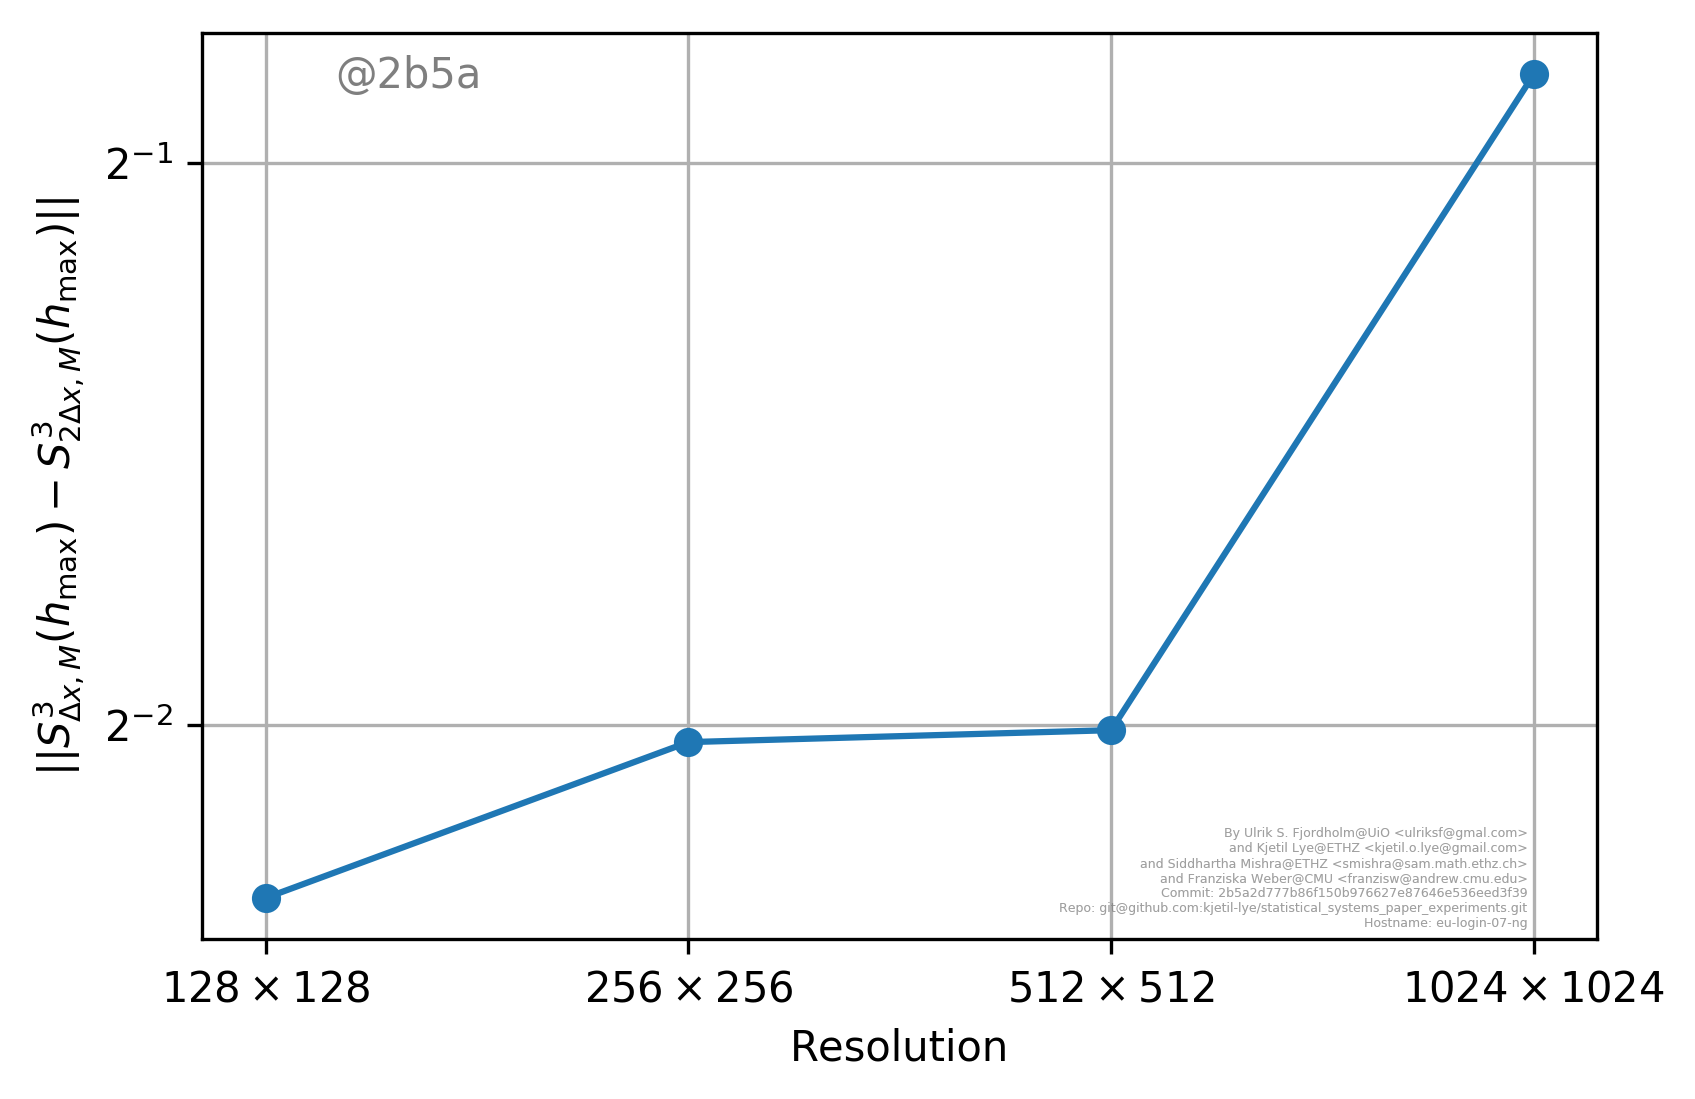 @2b5a
2⁻¹
2⁻²
||S³_{Δx,M}(h_max) − S³_{2Δx,M}(h_max)||
By Ulrik S. Fjordholm@UiO <ulriksf@gmal.com>
and Kjetil Lye@ETHZ <kjetil.o.lye@gmail.com>
and Siddhartha Mishra@ETHZ <smishra@sam.math.ethz.ch>
and Franziska Weber@CMU <franzisw@andrew.cmu.edu>
Commit: 2b5a2d777b86f150b976627e87646e536eed3f39
Repo: git@github.com:kjetil-lye/statistical_systems_paper_experiments.git
Hostname: eu-login-07-ng
128 × 128 256 × 256 512 × 512 1024 × 1024
Resolution